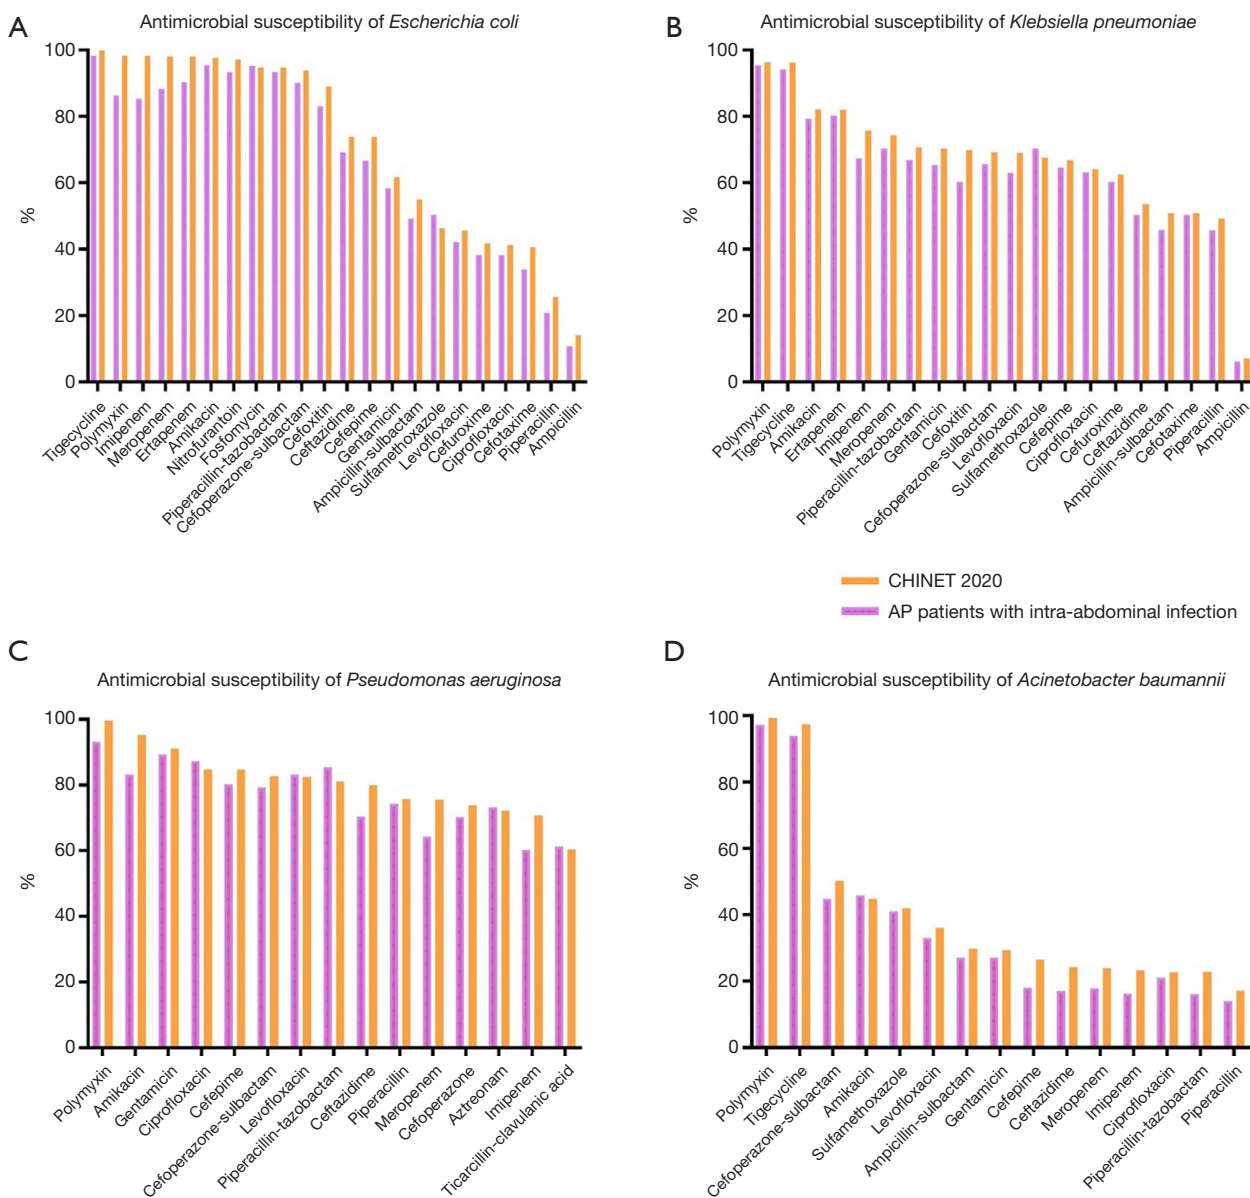 A
Antimicrobial susceptibility of Escherichia coli
100
80
60
40
20
0
%
Tigecycline
Polymyxin
Imipenem
Meropenem
Ertapenem
Amikacin
Nitrofurantoin
Fosfomycin
Piperacillin-tazobactam
Cefoperazone-sulbactam
Cefoxitin
Ceftazidime
Cefepime
Gentamicin
Ampicillin-sulbactam
Sulfamethoxazole
Levofloxacin
Cefuroxime
Ciprofloxacin
Cefotaxime
Piperacillin
Ampicillin
B
Antimicrobial susceptibility of Klebsiella pneumoniae
100
80
60
40
20
0
%
Polymyxin
Tigecycline
Amikacin
Ertapenem
Imipenem
Meropenem
Piperacillin-tazobactam
Gentamicin
Cefoxitin
Cefoperazone-sulbactam
Levofloxacin
Sulfamethoxazole
Cefepime
Ciprofloxacin
Cefuroxime
Ceftazidime
Ampicillin-sulbactam
Cefotaxime
Piperacillin
Ampicillin
CHINET 2020
AP patients with intra-abdominal infection
C
Antimicrobial susceptibility of Pseudomonas aeruginosa
100
80
60
40
20
0
%
Polymyxin
Amikacin
Gentamicin
Ciprofloxacin
Cefepime
Cefoperazone-sulbactam
Levofloxacin
Piperacillin-tazobactam
Ceftazidime
Piperacillin
Meropenem
Cefoperazone
Aztreonam
Imipenem
Ticarcillin-clavulanic acid
D
Antimicrobial susceptibility of Acinetobacter baumannii
100
80
60
40
20
0
%
Polymyxin
Tigecycine
Cefoperazone-sulbactam
Amikacin
Sulfamethoxazole
Levofloxacin
Ampicillin-sulbactam
Gentamicin
Cefepime
Ceftazidime
Meropenem
Imipenem
Ciprofloxacin
Piperacillin-tazobactam
Piperacillin